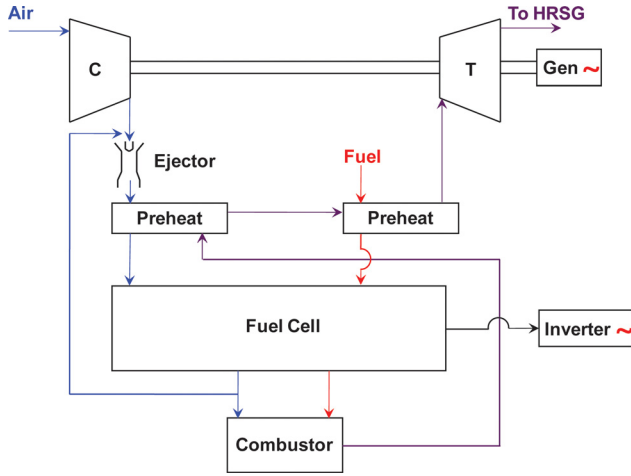 Air
To HRSG
C
T
Gen ~
Ejector
Fuel
Preheat
Preheat
Fuel Cell
Inverter ~
Combustor